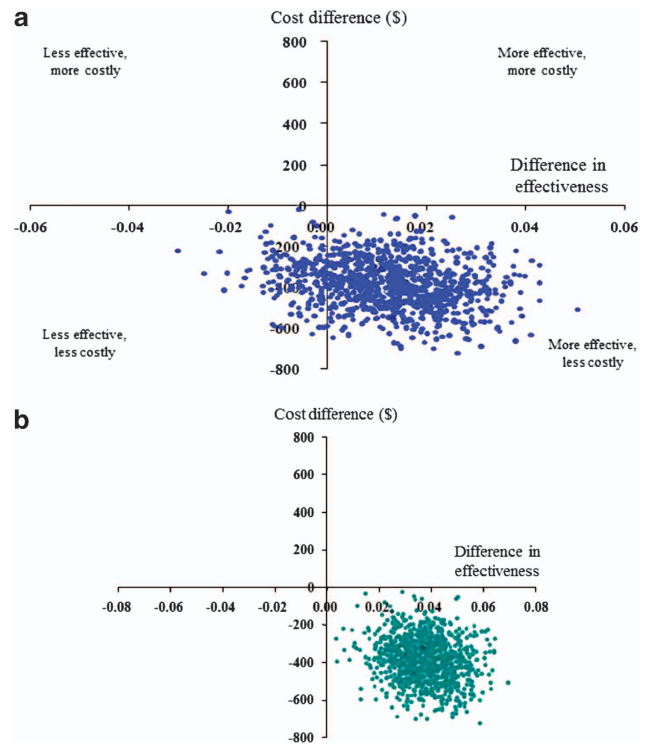 a
Cost difference ($)
800
Less effective,
more costly
More effective,
more costly
600
400
200
Difference in
effectiveness
0
-0.06 -0.04 -0.02 0.00 0.02 0.04 0.06
-200
-400
-600
Less effective,
less costly
More effective,
less costly
-800
b
Cost difference ($)
800
600
400
200
Difference in
effectiveness
0
-0.08 -0.06 -0.04 -0.02 0.00 0.02 0.04 0.06 0.08
-200
-400
-600
-800